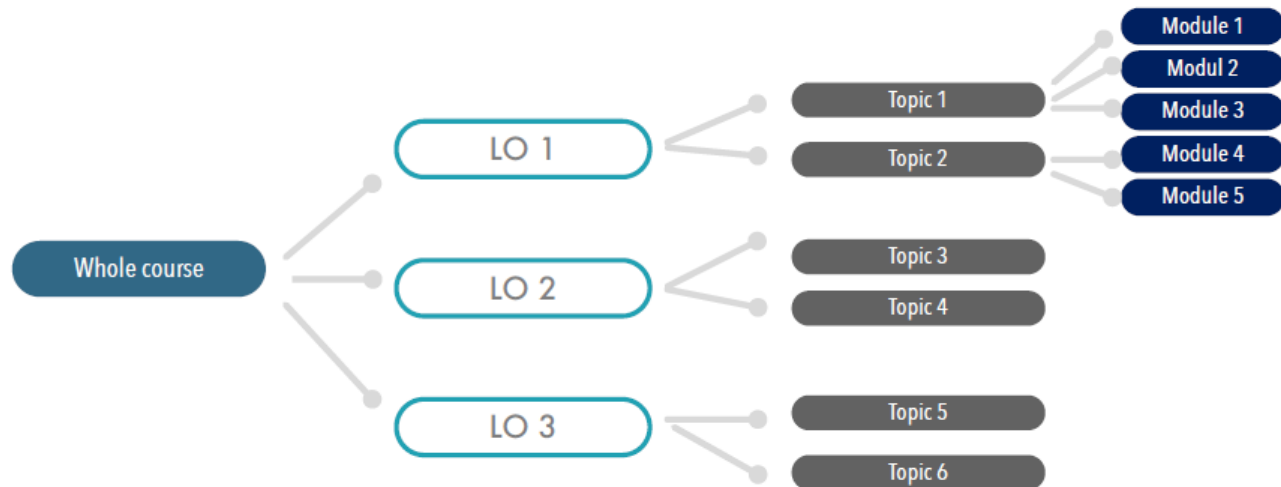 Whole course
LO 1
LO 2
LO 3
Topic 1
Topic 2
Topic 3
Topic 4
Topic 5
Topic 6
Module 1
Modul 2
Module 3
Module 4
Module 5